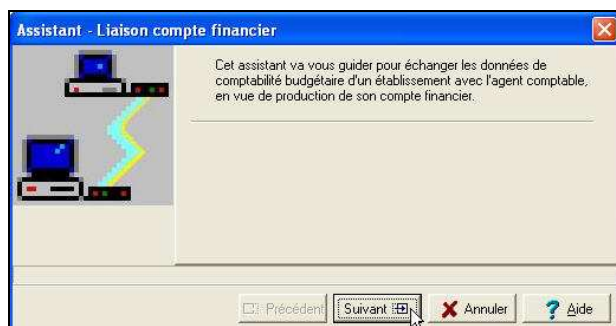 Assistant - Liaison compte financier
Cet assistant va vous guider pour échanger les données de
comptabilité budgétaire d'un établissement avec l'agent comptable,
en vue de production de son compte financier.
Précédent Suivant Annuler ? Aide